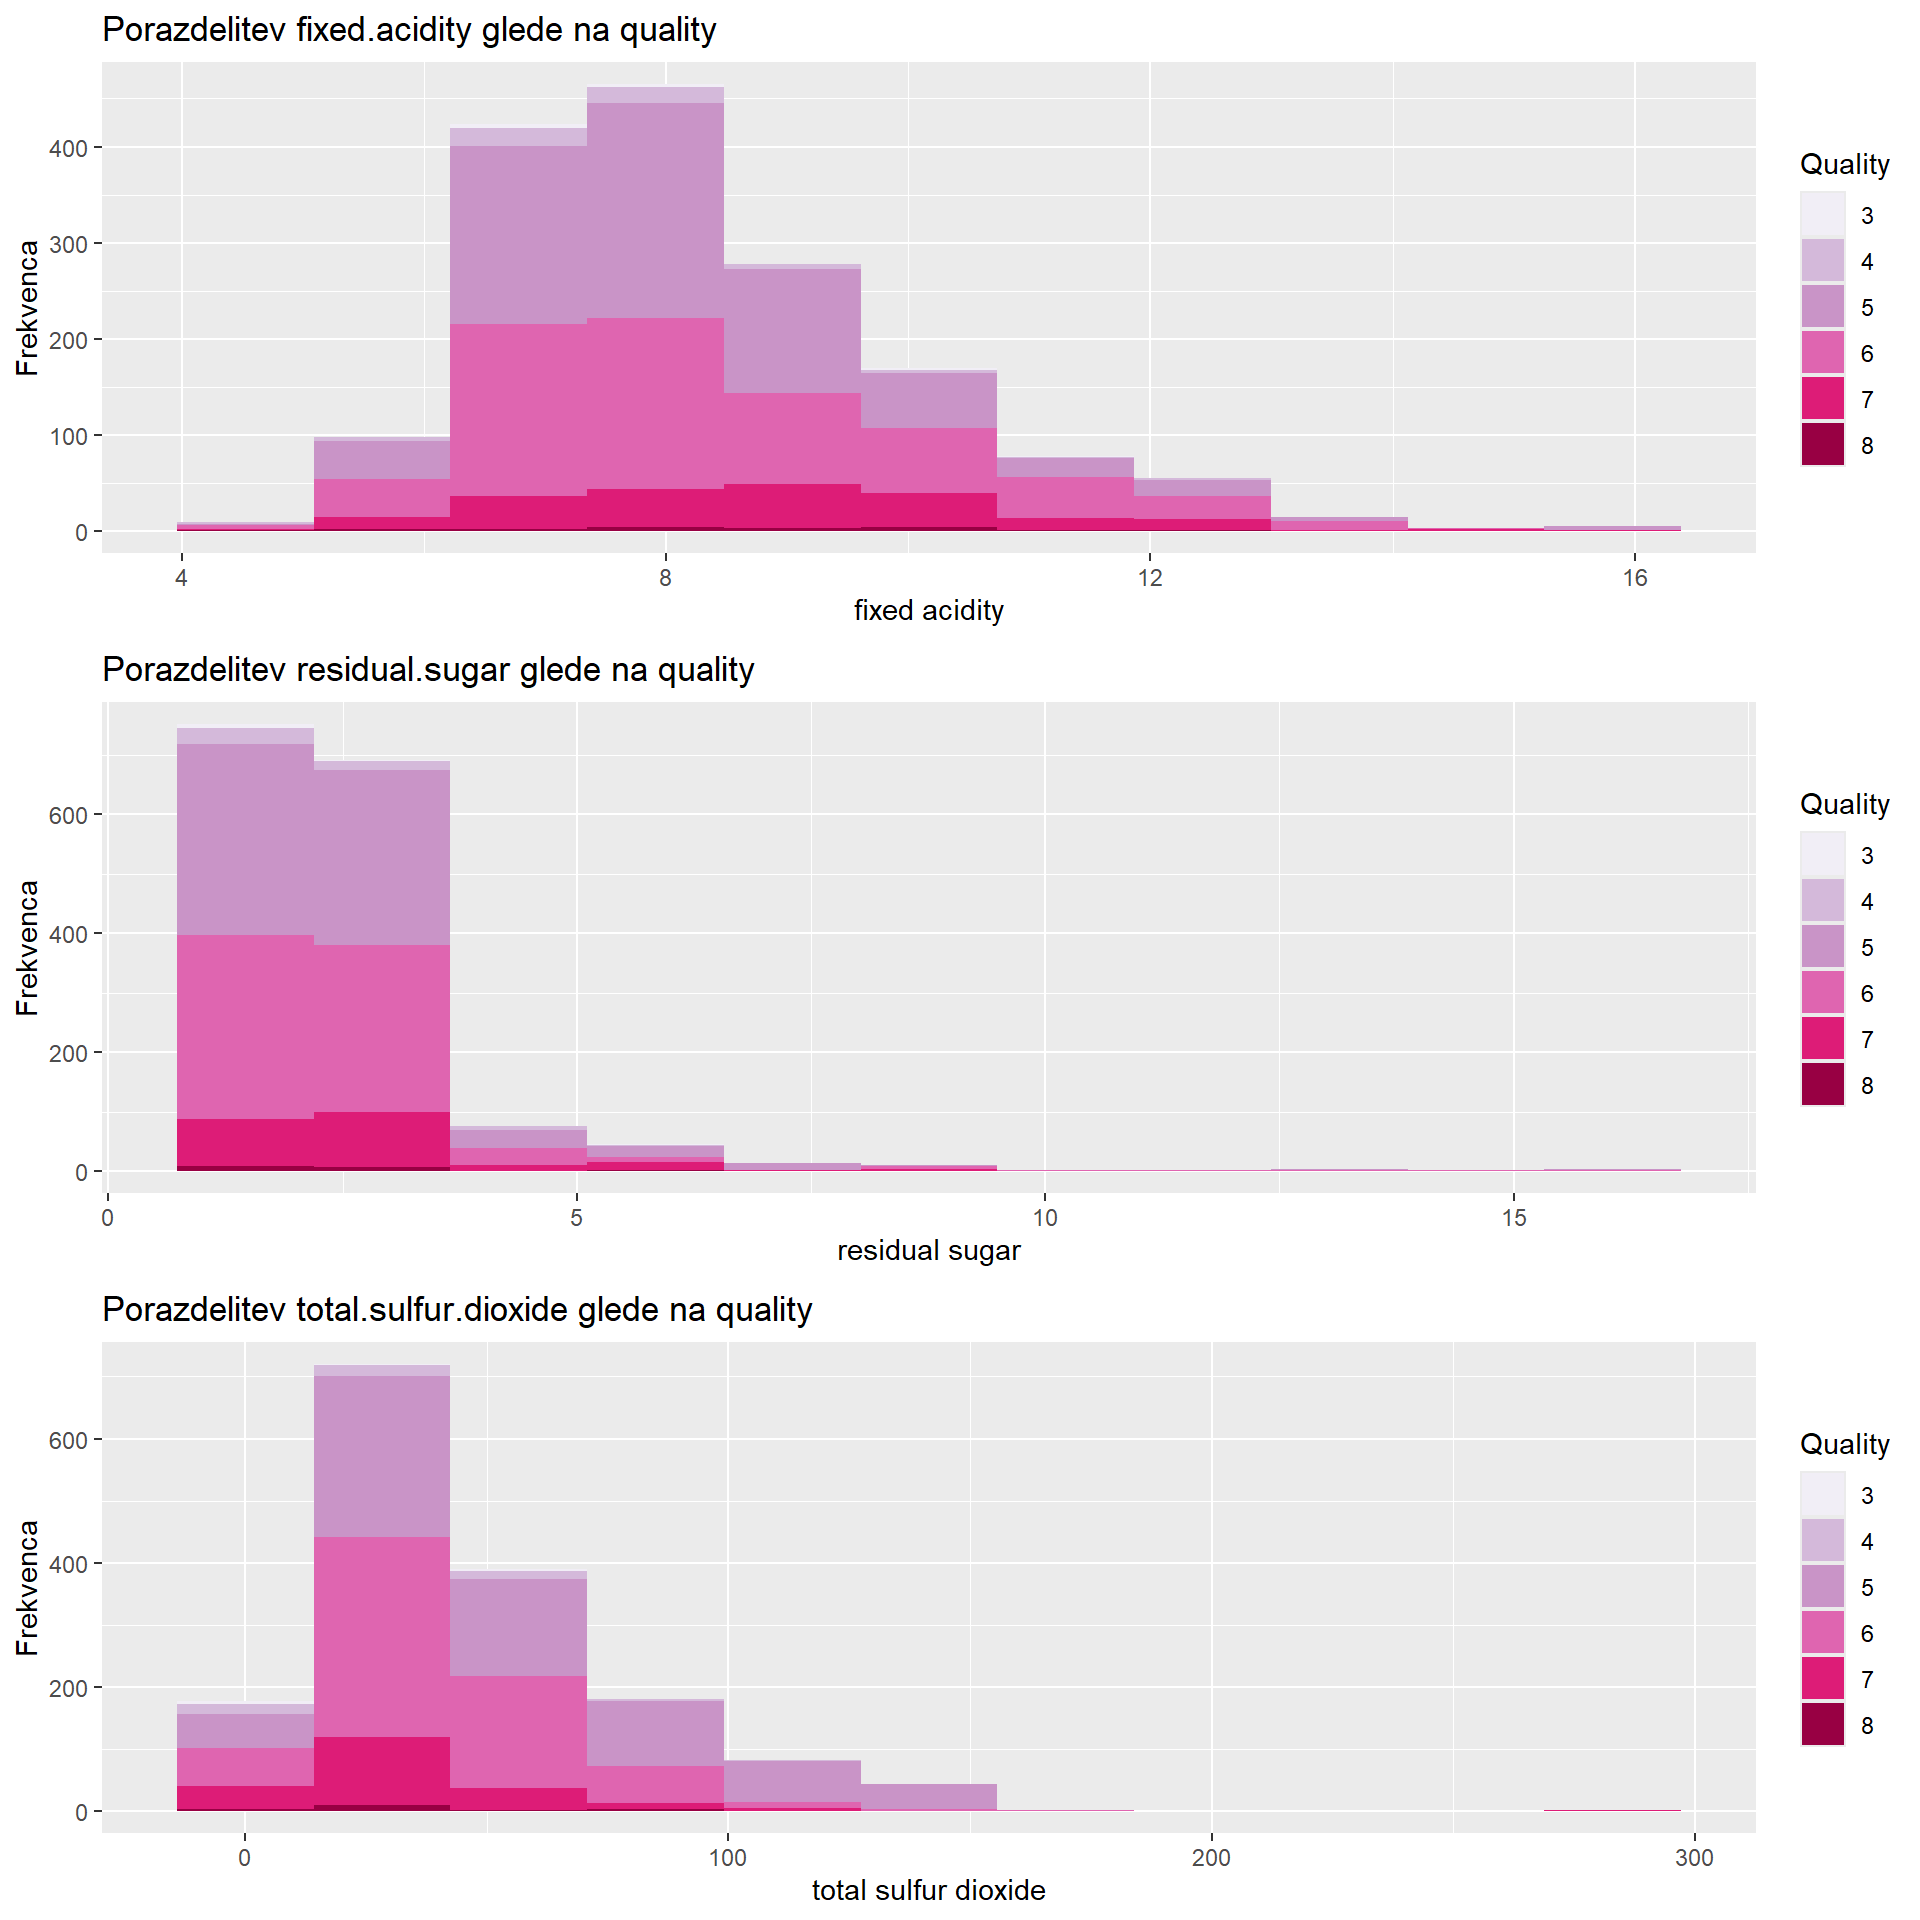 Porazdelitev fixed.acidity glede na quality
Frekvenca
400
300
200
100
0
4 8 12 16
fixed acidity
Quality
3
4
5
6
7
8
Porazdelitev residual.sugar glede na quality
Frekvenca
600
400
200
0
0 5 10 15
residual sugar
Quality
3
4
5
6
7
8
Porazdelitev total.sulfur.dioxide glede na quality
Frekvenca
600
400
200
0
0 100 200 300
total sulfur dioxide
Quality
3
4
5
6
7
8